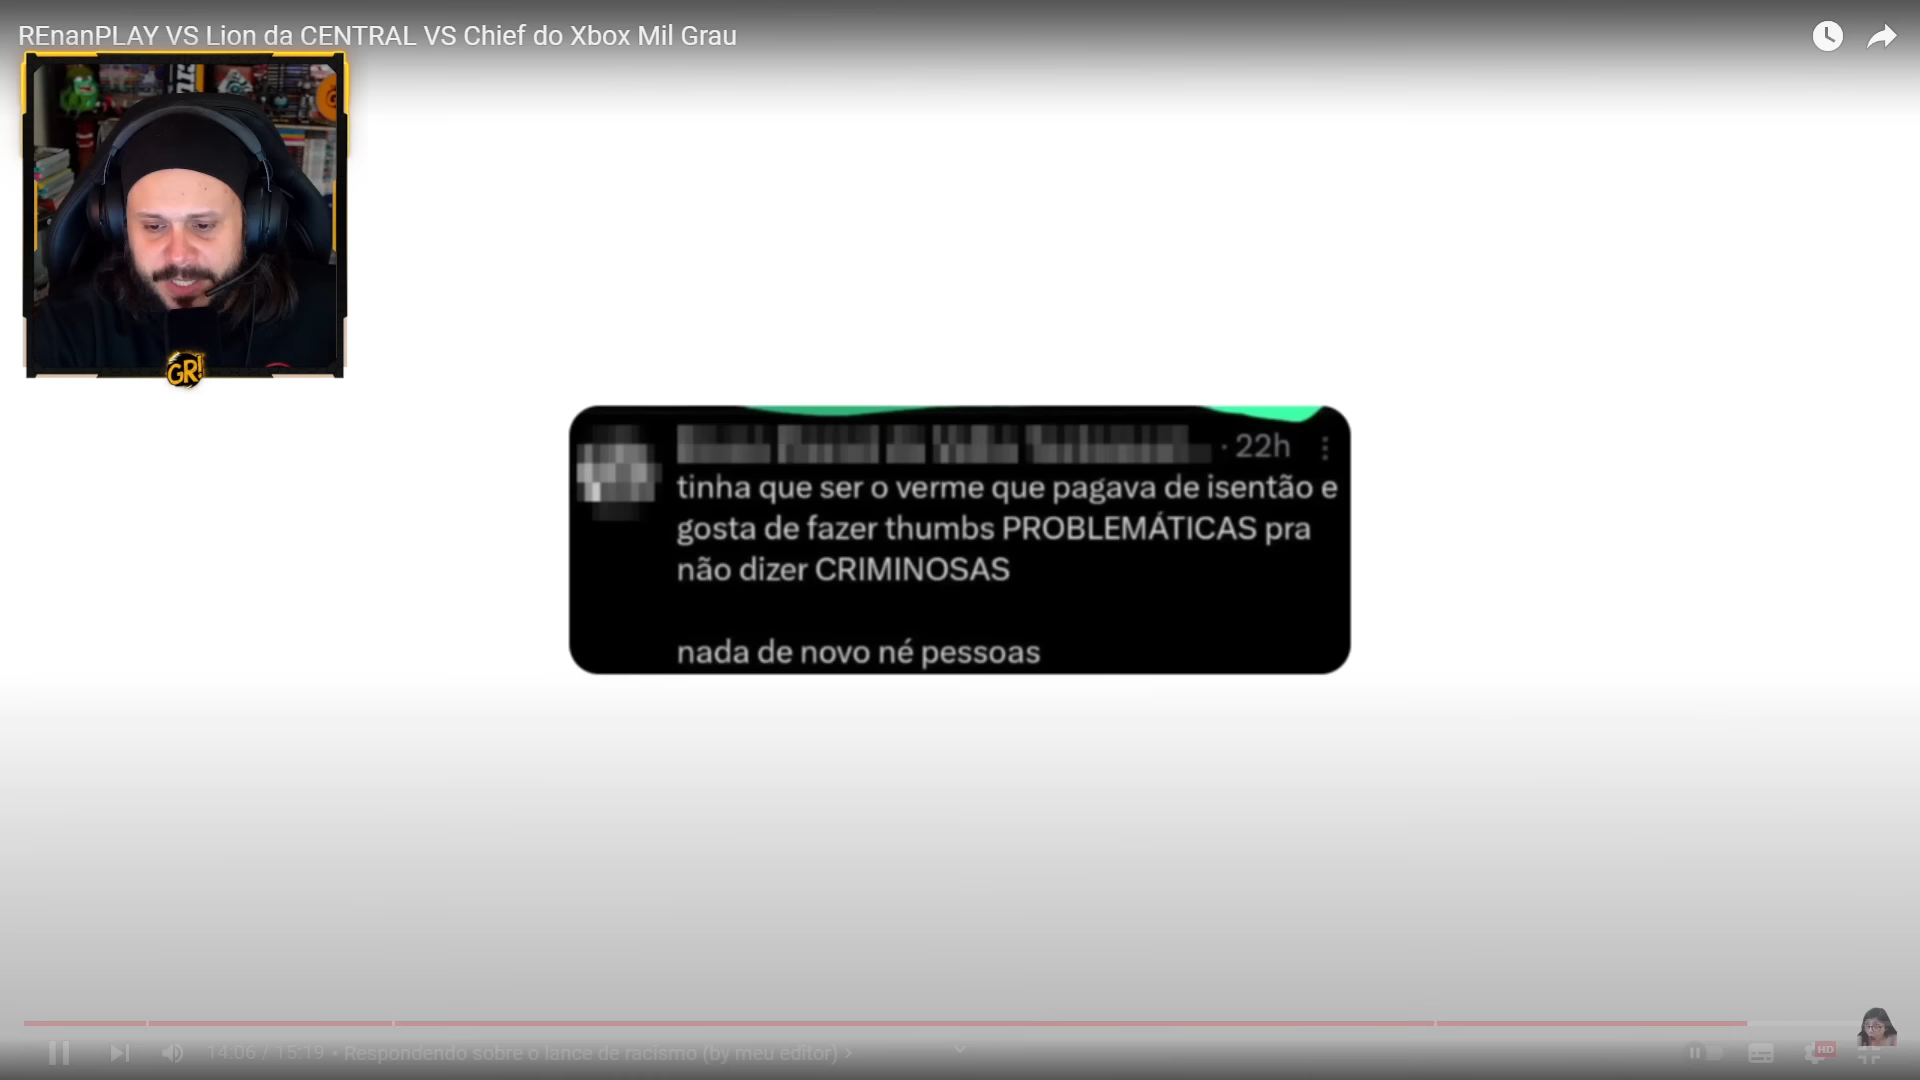 REnanPLAY VS Lion da CENTRAL VS Chief do Xbox Mil Grau
GR!
· 22h
tinha que ser o verme que pagava de isentão e
gosta de fazer thumbs PROBLEMÁTICAS pra
não dizer CRIMINOSAS
nada de novo né pessoas
14:06 / 15:19 • Respondendo sobre o lance de racismo (by meu editor) ›
HD